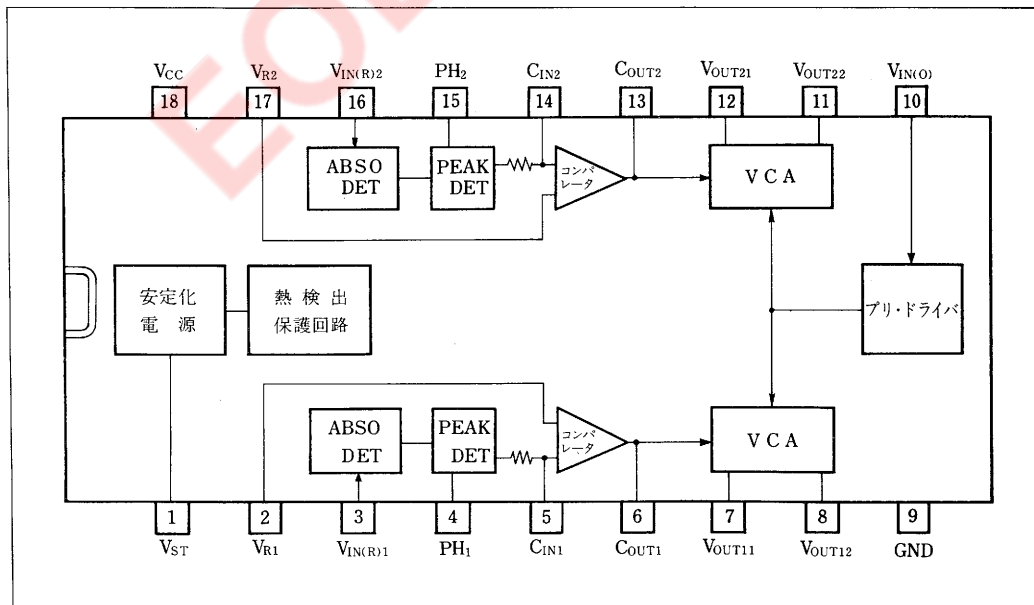 EOL
VCC VR2 VIN(R)2 PH2 CIN2 COUT2 VOUT21 VOUT22 VIN(O)
18 17 16 15 14 13 12 11 10
ABSO
DET
PEAK
DET
コンパ
レータ
VCA
安定化
電源
熱検出
保護回路
プリ・ドライバ
ABSO
DET
PEAK
DET
コンパ
レータ
VCA
1 2 3 4 5 6 7 8 9
VST VR1 VIN(R)1 PH1 CIN1 COUT1 VOUT11 VOUT12 GND